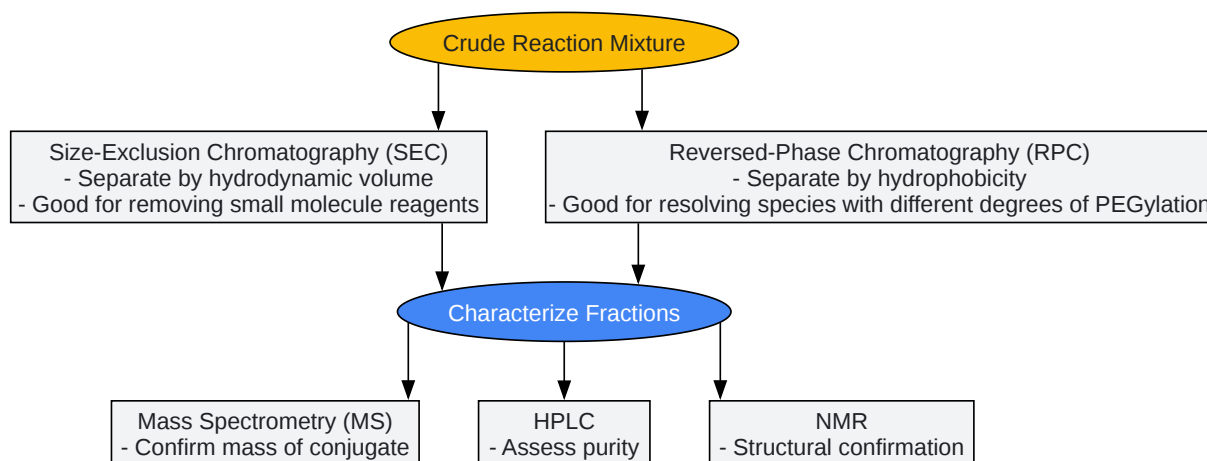 Crude Reaction Mixture
Size-Exclusion Chromatography (SEC)
- Separate by hydrodynamic volume
- Good for removing small molecule reagents
Reversed-Phase Chromatography (RPC)
- Separate by hydrophobicity
- Good for resolving species with different degrees of PEGylation
Characterize Fractions
Mass Spectrometry (MS)
- Confirm mass of conjugate
HPLC
- Assess purity
NMR
- Structural confirmation